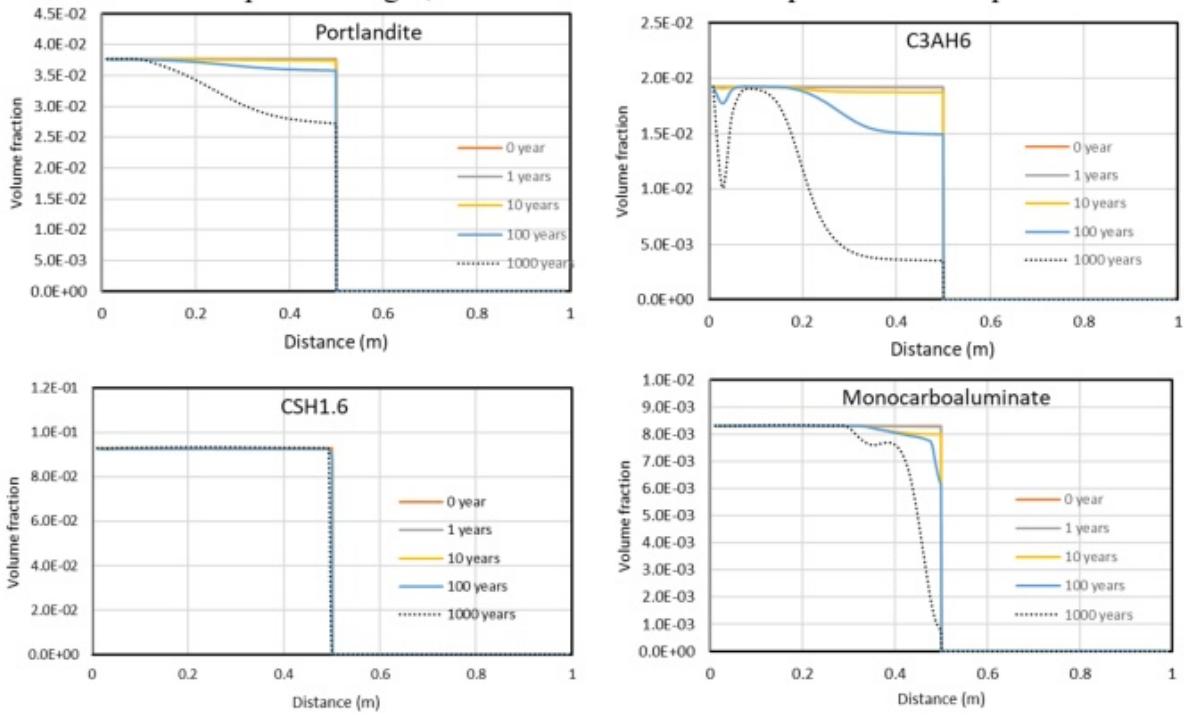 Portlandite
4.5E-02
4.0E-02
3.5E-02
3.0E-02
2.5E-02
2.0E-02
1.5E-02
1.0E-02
5.0E-03
0.0E+00
Volume fraction
0 year
1 years
10 years
100 years
1000 years
0 0.2 0.4 0.6 0.8 1
Distance (m)
C3AH6
2.5E-02
2.0E-02
1.5E-02
1.0E-02
5.0E-03
0.0E+00
Volume fraction
0 year
1 years
10 years
100 years
1000 years
0 0.2 0.4 0.6 0.8 1
Distance (m)
CSH1.6
1.2E-01
1.0E-01
8.0E-02
6.0E-02
4.0E-02
2.0E-02
0.0E+00
Volume fraction
0 year
1 years
10 years
100 years
1000 years
0 0.2 0.4 0.6 0.8 1
Distance (m)
Monocarboaluminate
1.0E-02
9.0E-03
8.0E-03
7.0E-03
6.0E-03
5.0E-03
4.0E-03
3.0E-03
2.0E-03
1.0E-03
0.0E+00
Volume fraction
0 year
1 years
10 years
100 years
1000 years
0 0.2 0.4 0.6 0.8 1
Distance (m)